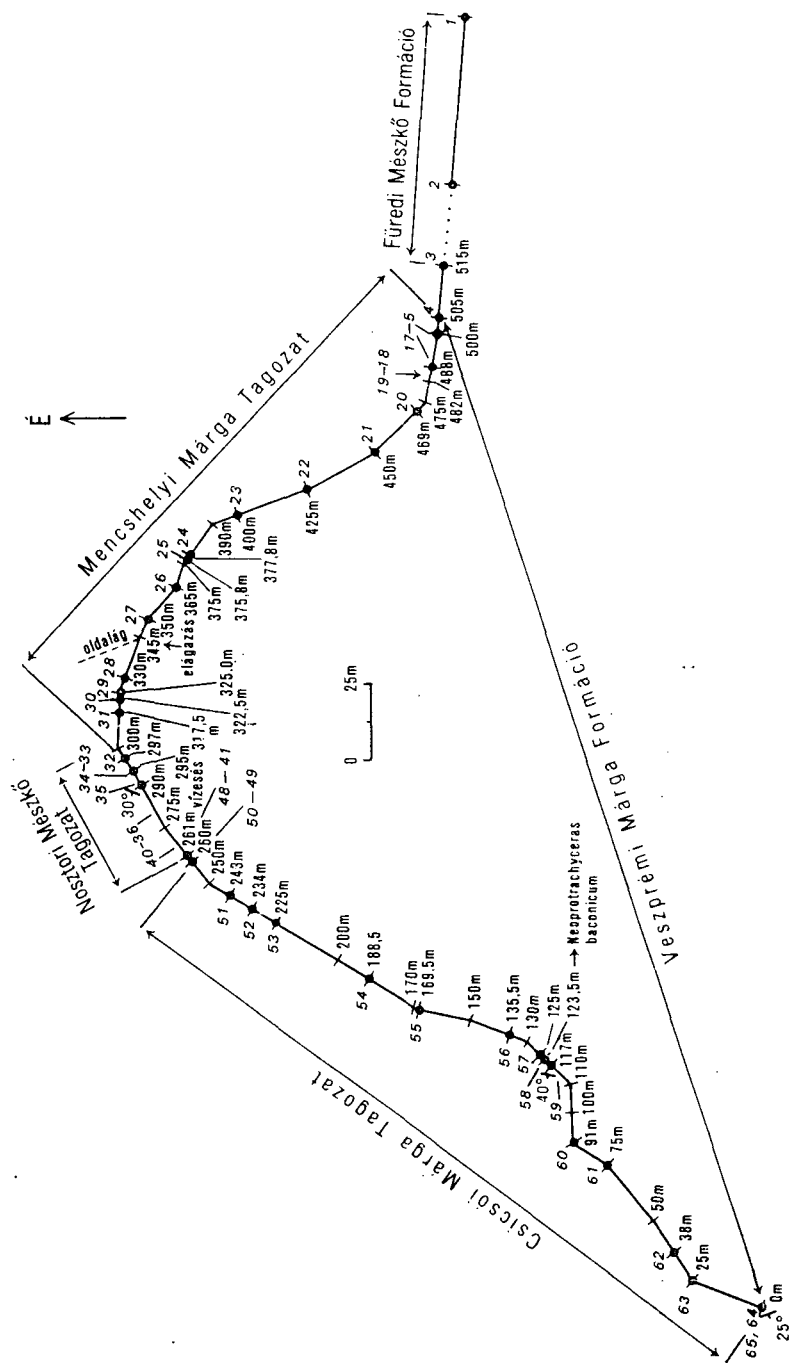 É
Füredi Mészkő Formáció
Mencshelyi Márga Tagozat
Nosztori Mészkő
Tagozat
Csicsói Márga Tagozat
Veszprémi Márga Formáció
1
2
3
515m
4
505m
17-5
500m
19-18
488m
482m
475m
20
469m
21
450m
22
425m
23
400m
390m
24
377,8m
25
375,8m
375m
26
365m
27
350m
oldalág
345m
elágazás
330m
28
29
325.0m
30
322,5m
31
317,5
m
300m
32
297m
34-33
295m
vízesés
35
290m
30°
275m
40-36
261m
48-41
260m
50-49
250m
51
243m
52
234m
53
225m
200m
54
188,5
170m
55
169.5m
150m
56
135,5m
130m
57
125m
58
123,5m → Neoprotrachyceras
baconicum
40°
117m
59
110m
100m
60
91m
61
75m
50m
62
38m
63
25m
65, 64
0m
25°
0
25m